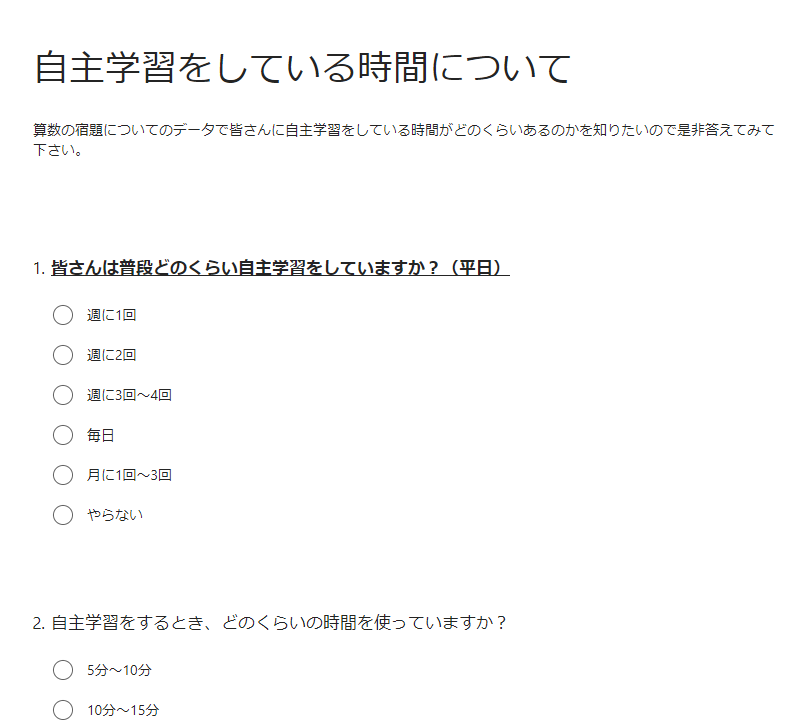 自主学習をしている時間について
算数の宿題についてのデータで皆さんに自主学習をしている時間がどのくらいあるのかを知りたいので是非答えてみて
下さい。
1. 皆さんは普段どのくらい自主学習をしていますか？（平日）
週に1回
週に2回
週に3回～4回
毎日
月に1回～3回
やらない
2. 自主学習をするとき、どのくらいの時間を使っていますか？
5分～10分
10分～15分